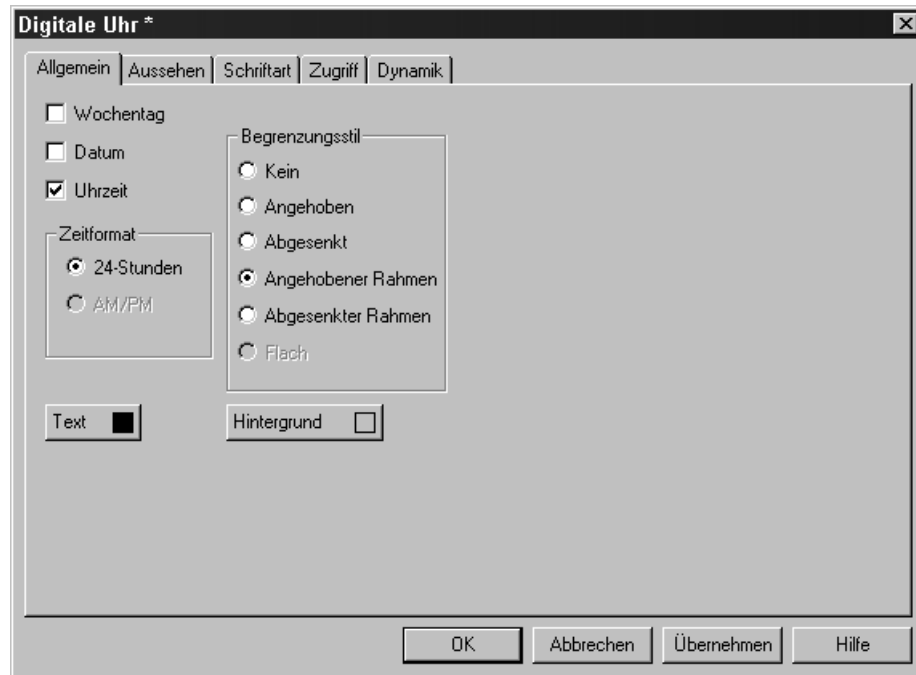 Digitale Uhr *
Allgemein Aussehen Schriftart Zugriff Dynamik
Wochentag
Datum
Uhrzeit
Zeitformat
24-Stunden
AM/PM
Begrenzungsstil
Kein
Angehoben
Abgesenkt
Angehobener Rahmen
Abgesenkter Rahmen
Flach
Text
Hintergrund
OK Abbrechen Übernehmen Hilfe